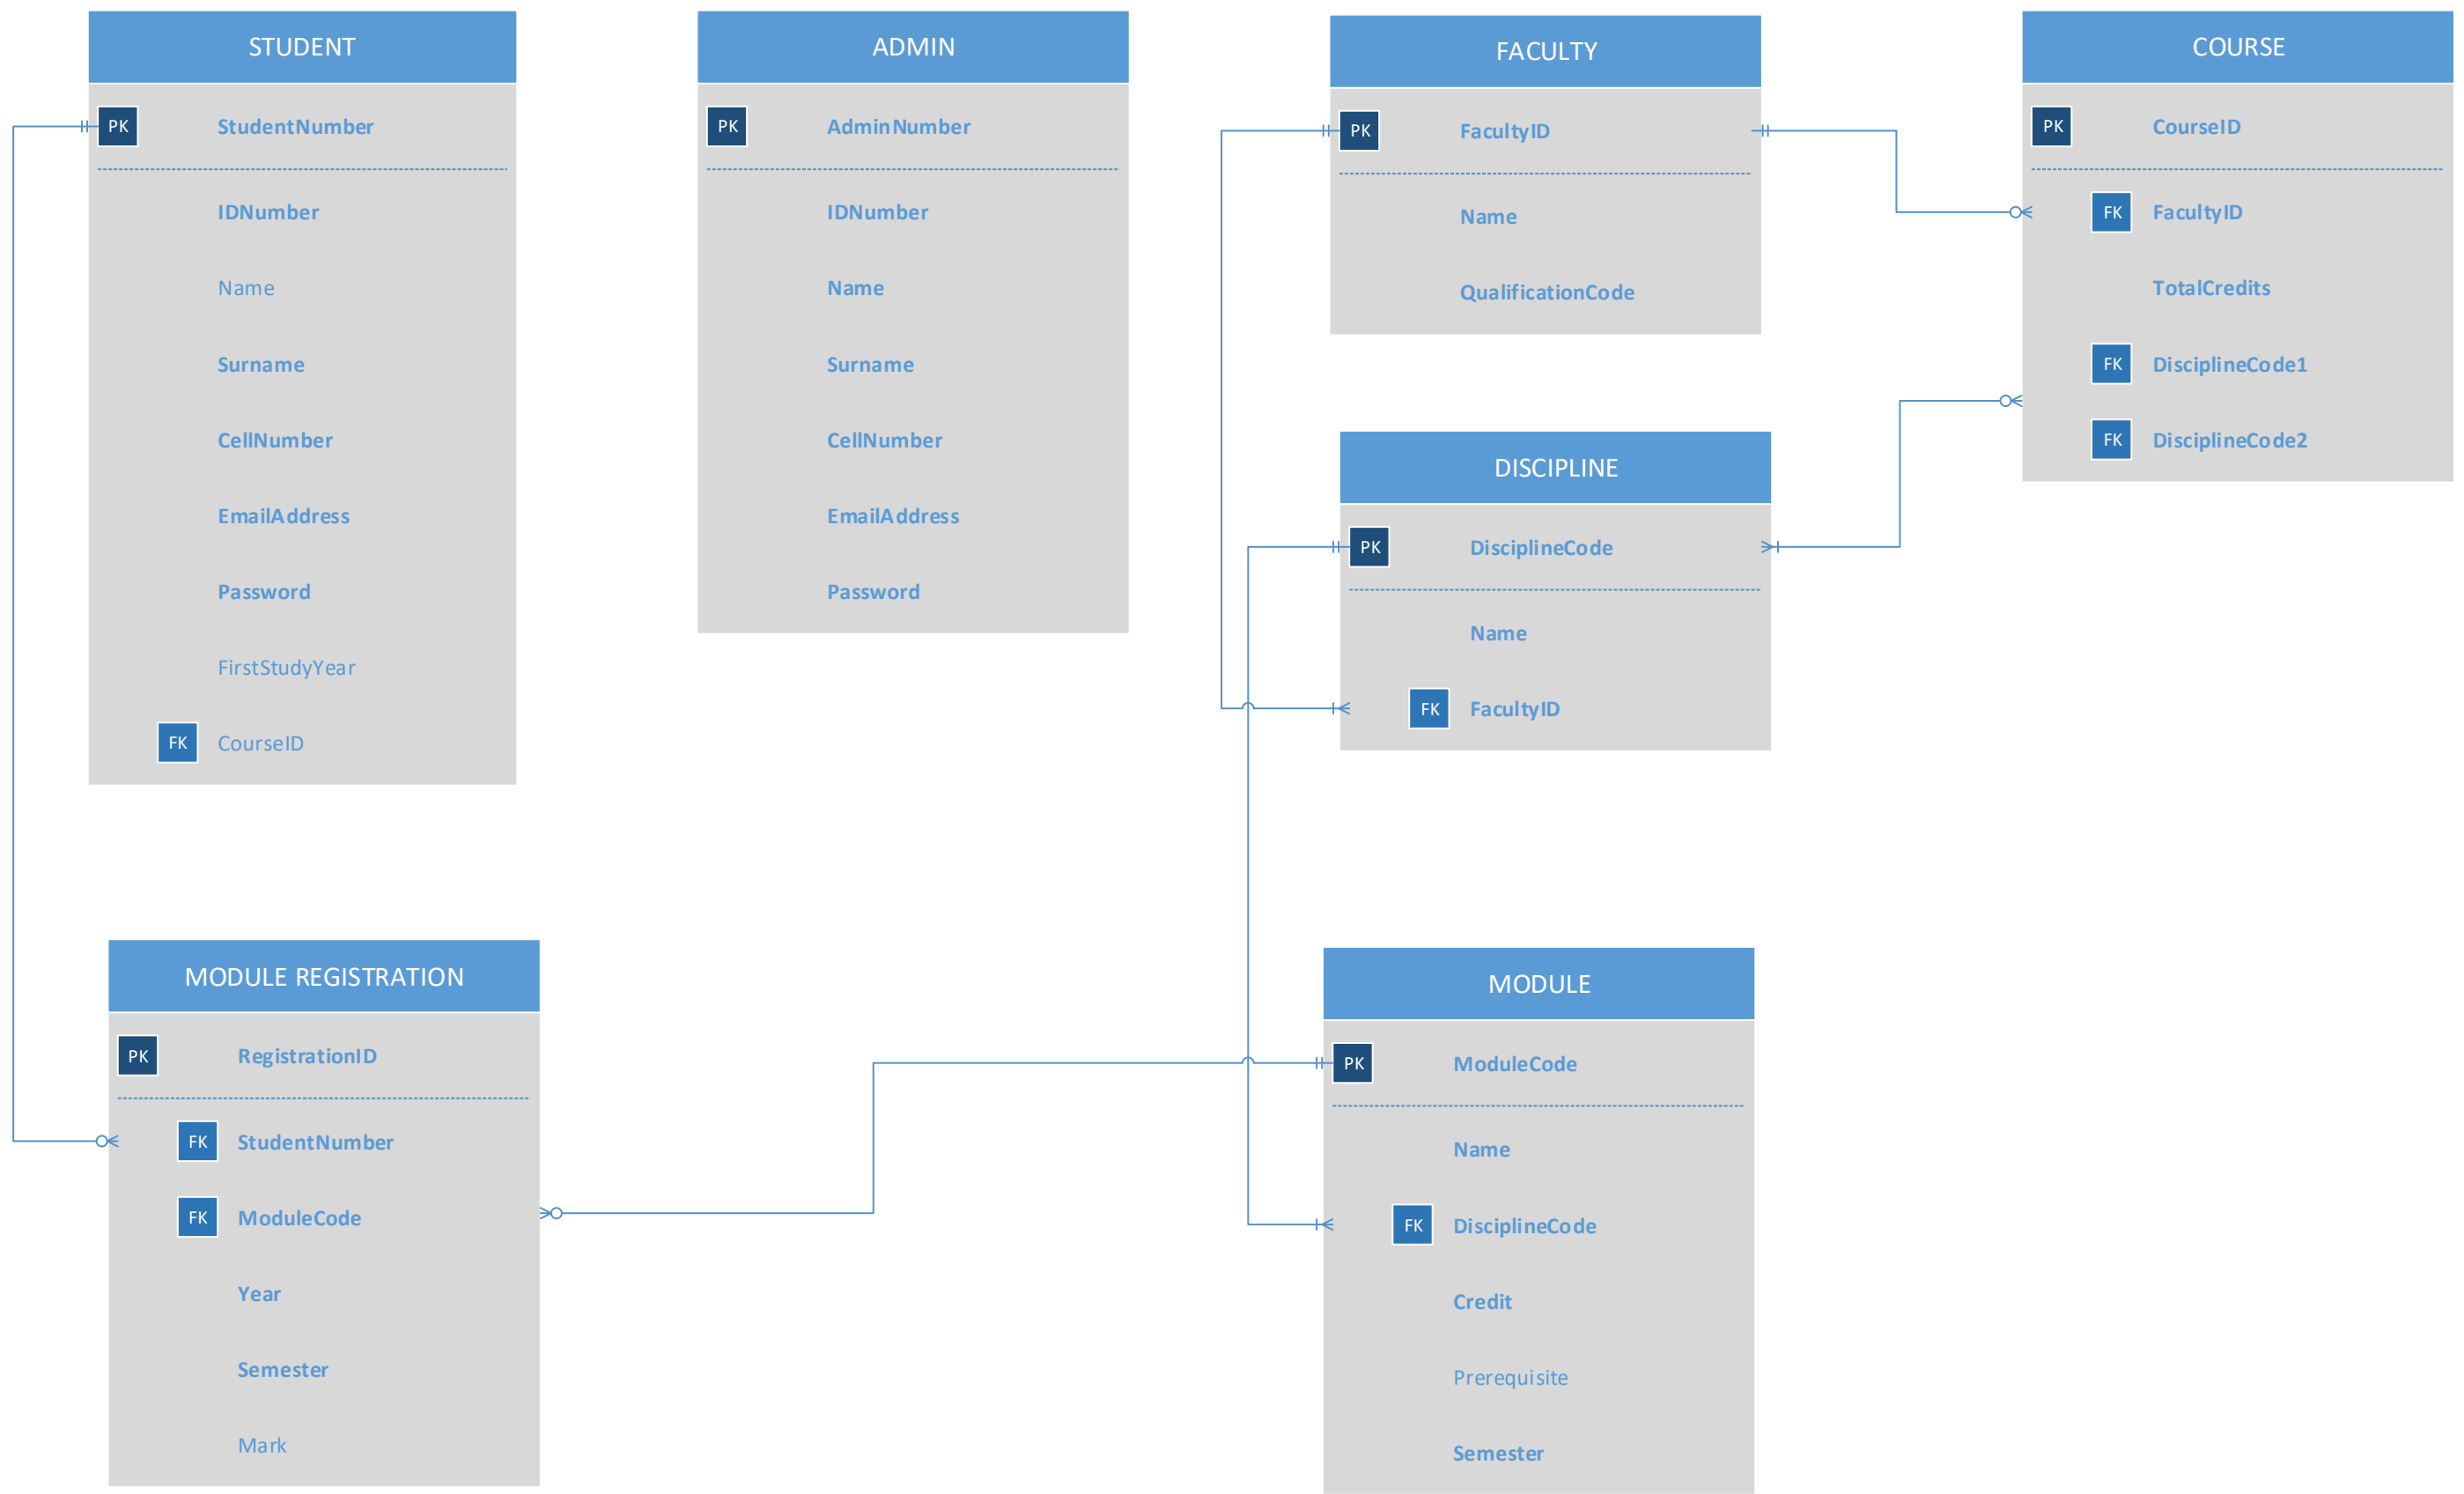 STUDENT
PK StudentNumber
IDNumber
Name
Surname
CellNumber
EmailAddress
Password
FirstStudyYear
FK CourseID
ADMIN
PK AdminNumber
IDNumber
Name
Surname
CellNumber
EmailAddress
Password
FACULTY
PK FacultyID
Name
QualificationCode
COURSE
PK CourseID
FK FacultyID
TotalCredits
FK DisciplineCode1
FK DisciplineCode2
DISCIPLINE
PK DisciplineCode
Name
FK FacultyID
MODULE REGISTRATION
PK RegistrationID
FK StudentNumber
FK ModuleCode
Year
Semester
Mark
MODULE
PK ModuleCode
Name
FK DisciplineCode
Credit
Prerequisite
Semester